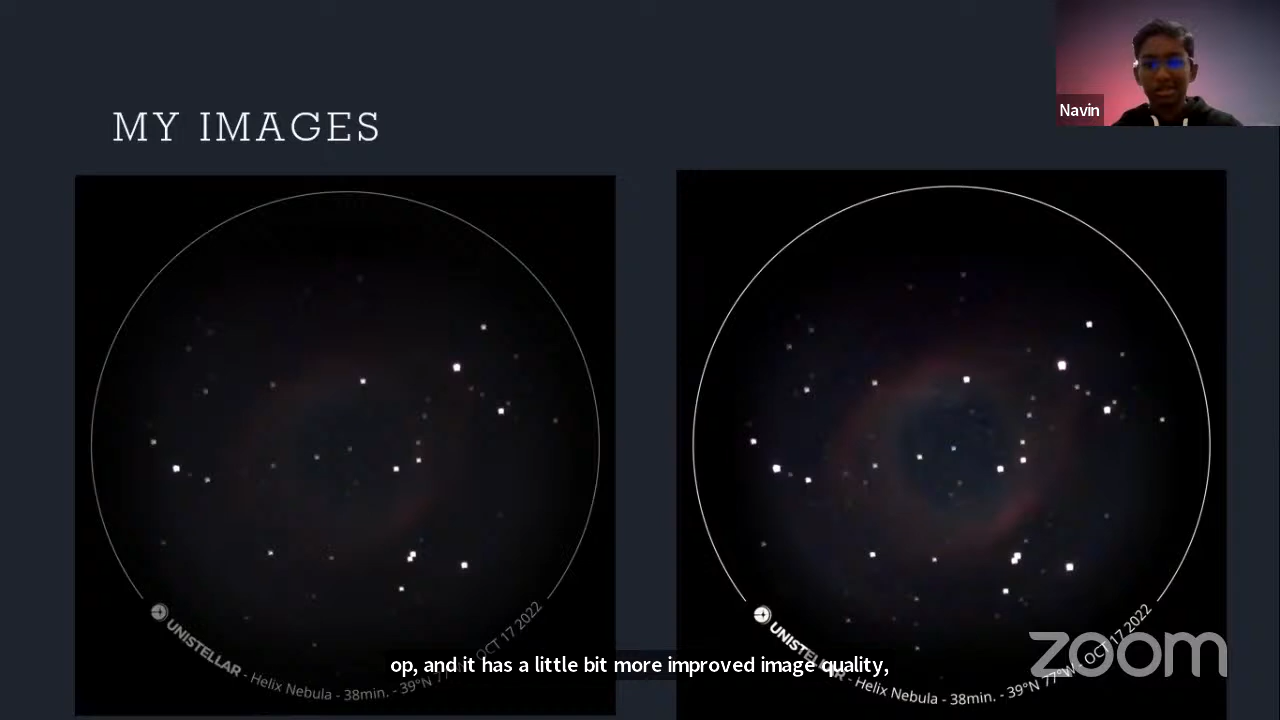 Navin
MY IMAGES
UNISTELLAR - Helix Nebula - 38min. - 39°N 77° OCT 17 2022
UNISTELLAR - Helix Nebula - 38min. - 39°N 77°W - OCT 17 2022
op, and it has a little bit more improved image quality,
zoom